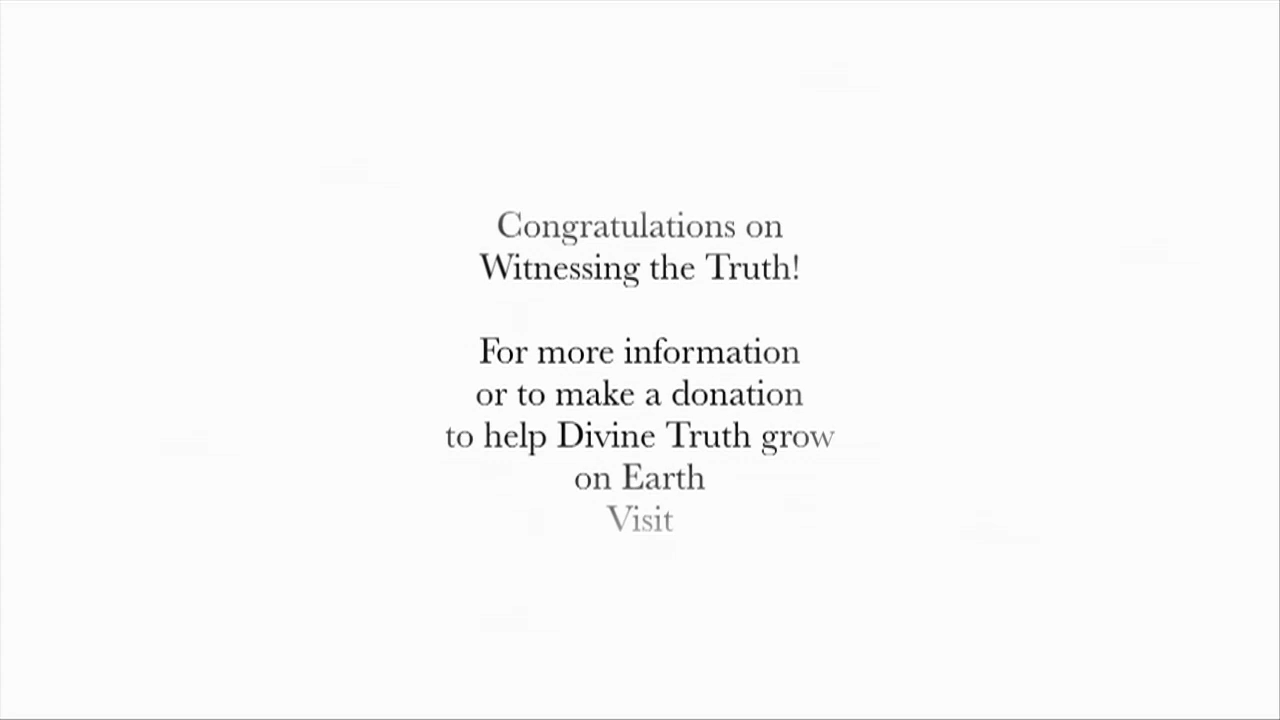 Congratulations on
Witnessing the Truth!
For more information
or to make a donation
to help Divine Truth grow
on Earth
Visit